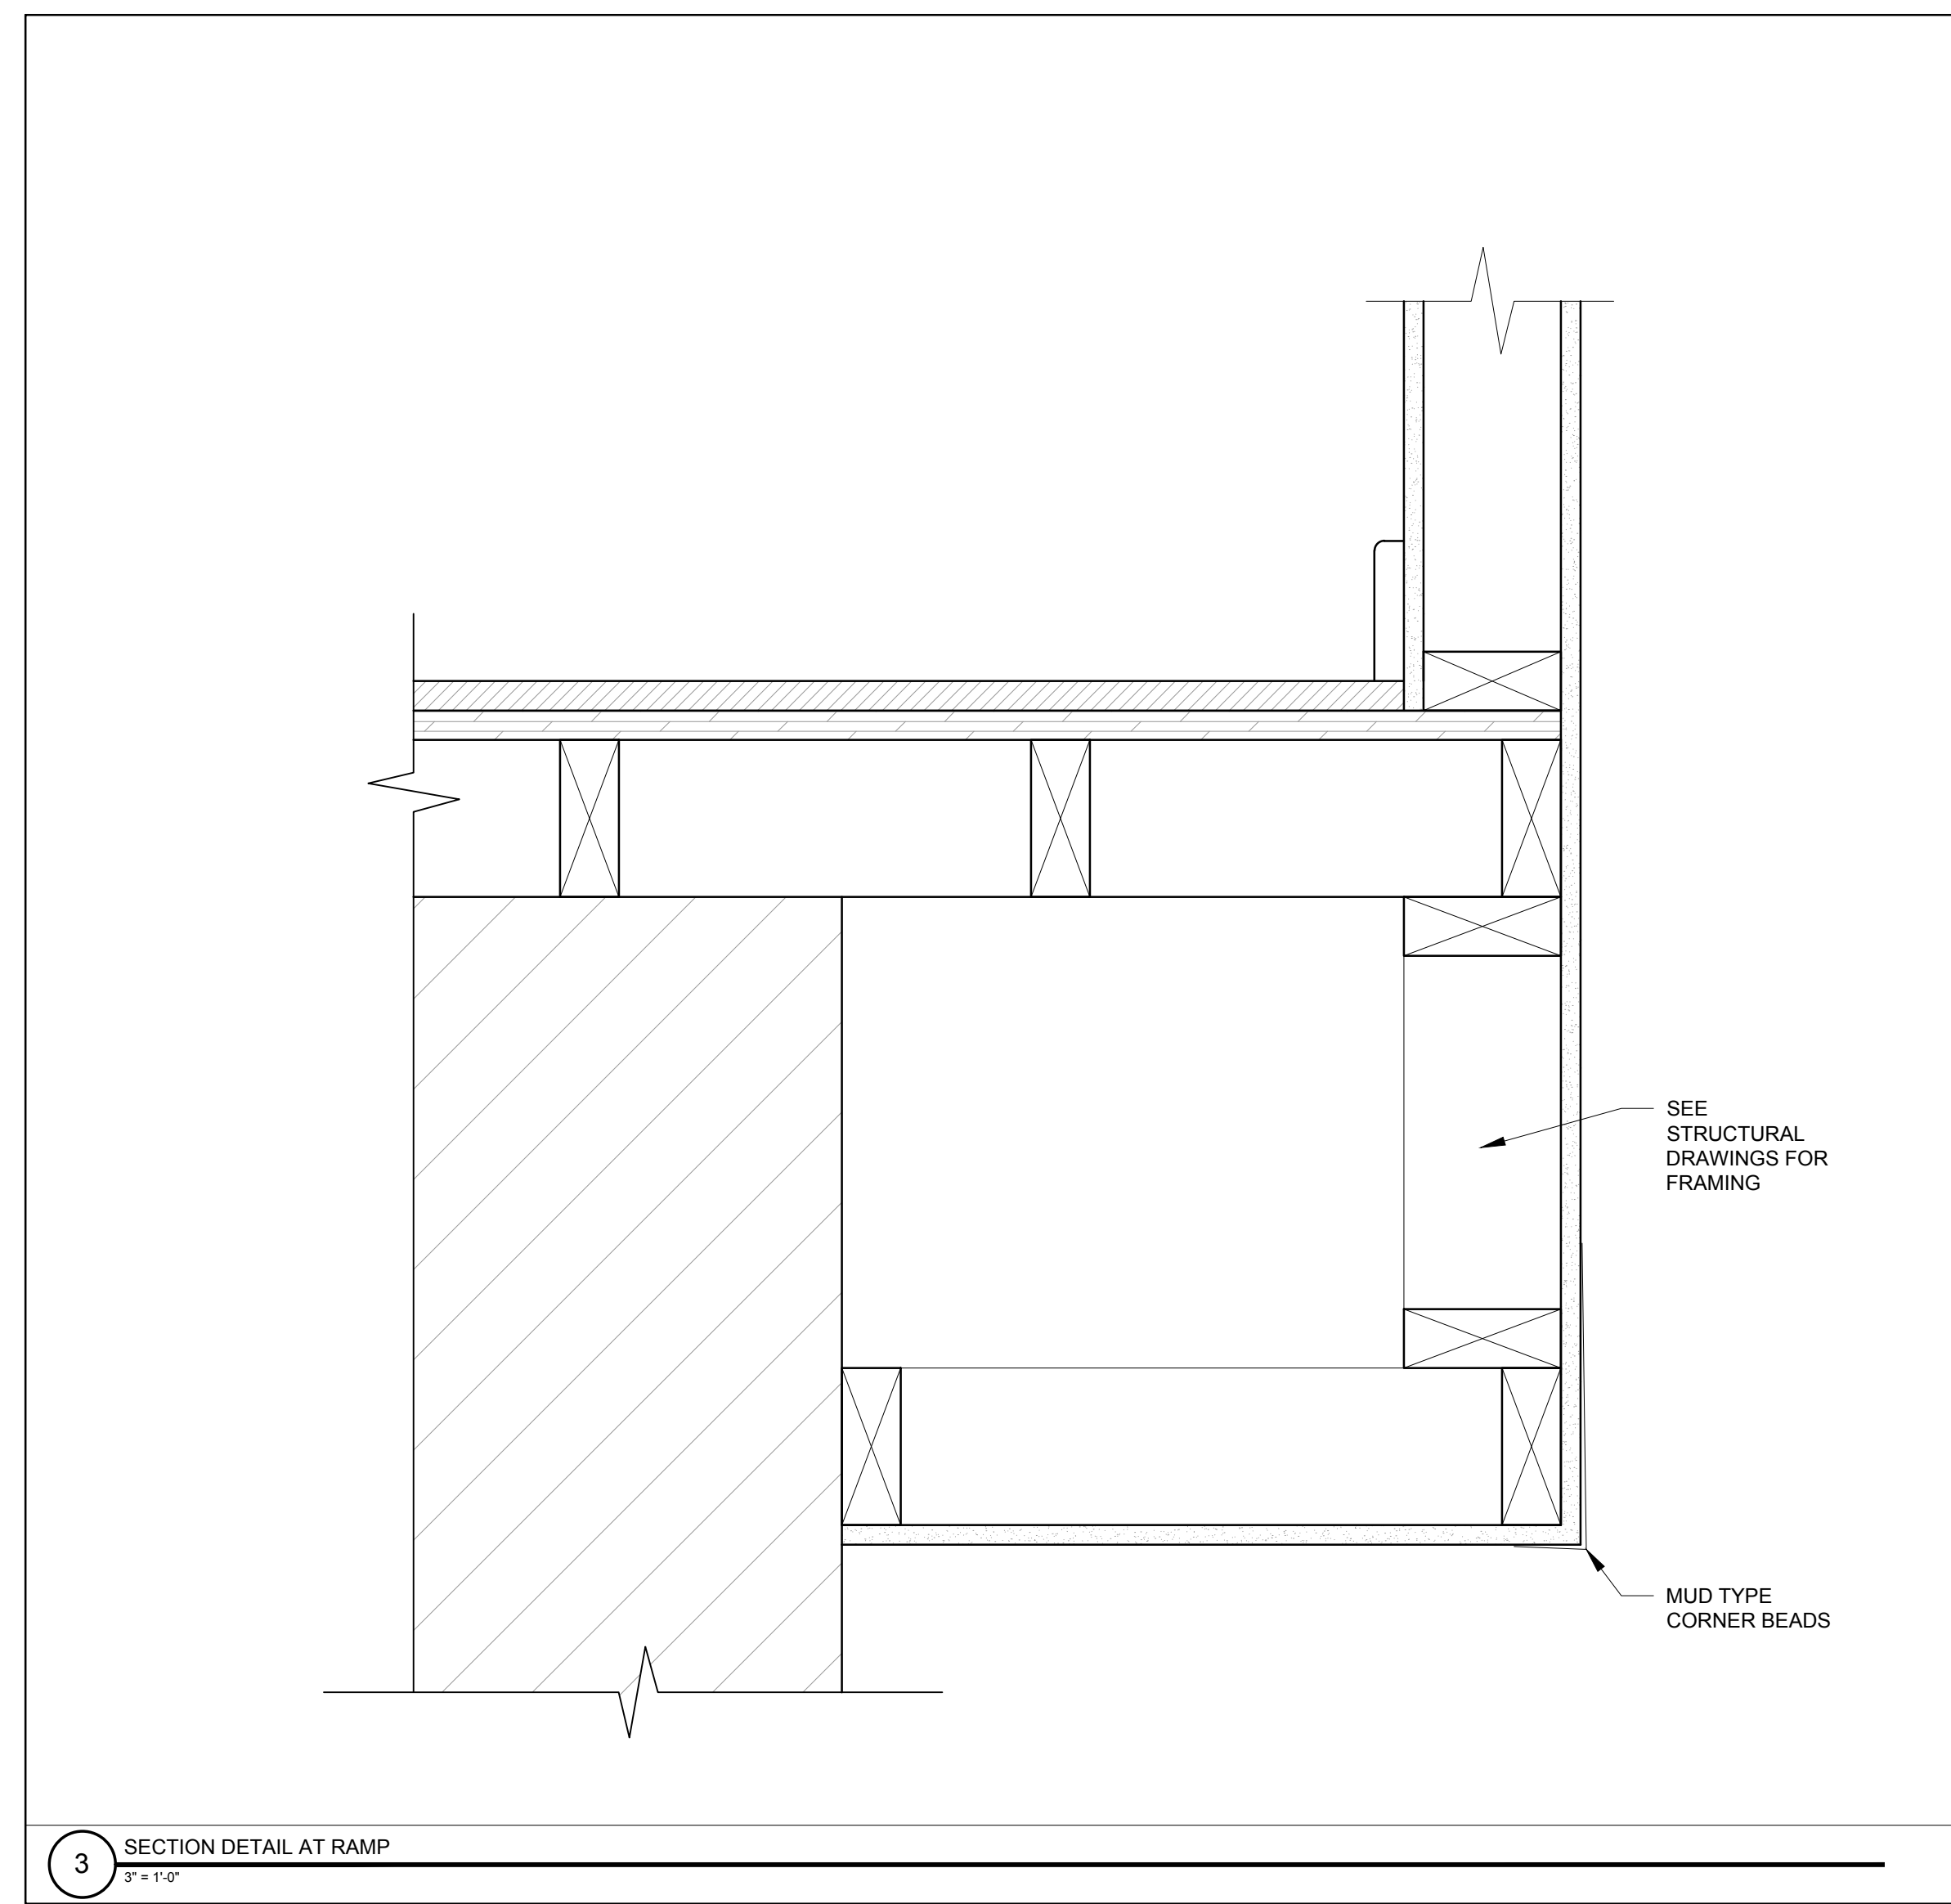 SEE
STRUCTURAL
DRAWINGS FOR
FRAMING
MUD TYPE
CORNER BEADS
3
SECTION DETAIL AT RAMP
3" = 1'-0"